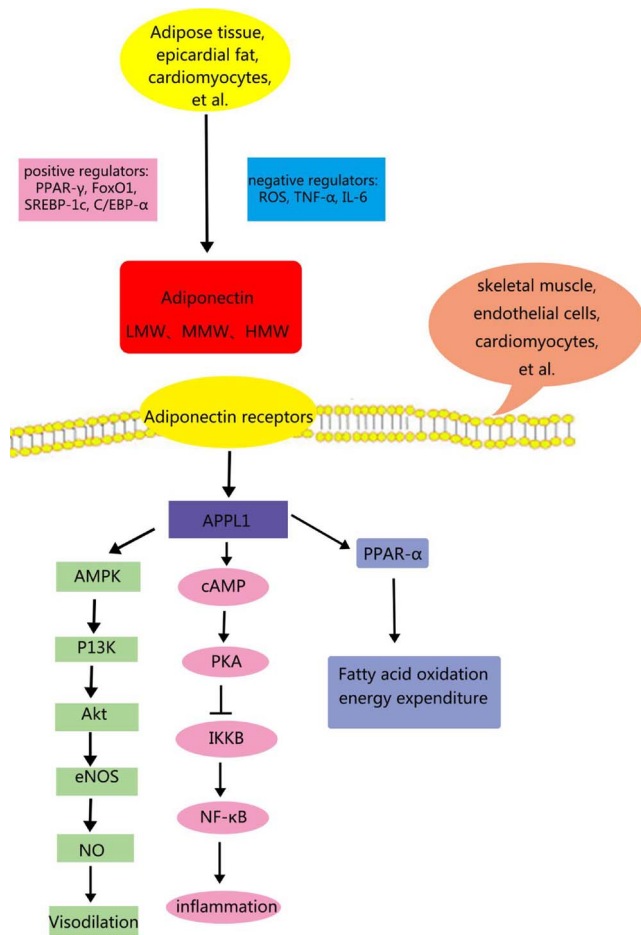 Adipose tissue,
epicardial fat,
cardiomyocytes,
et al.
positive regulators:
PPAR-γ, FoxO1,
SREBP-1c, C/EBP-α
negative regulators:
ROS, TNF-α, IL-6
Adiponectin
LMW、MMW、HMW
skeletal muscle,
endothelial cells,
cardiomyocytes,
et al.
Adiponectin receptors
APPL1
AMPK
P13K
Akt
eNOS
NO
Visodilation
cAMP
PKA
IKKB
NF-κB
inflammation
PPAR-α
Fatty acid oxidation
energy expenditure